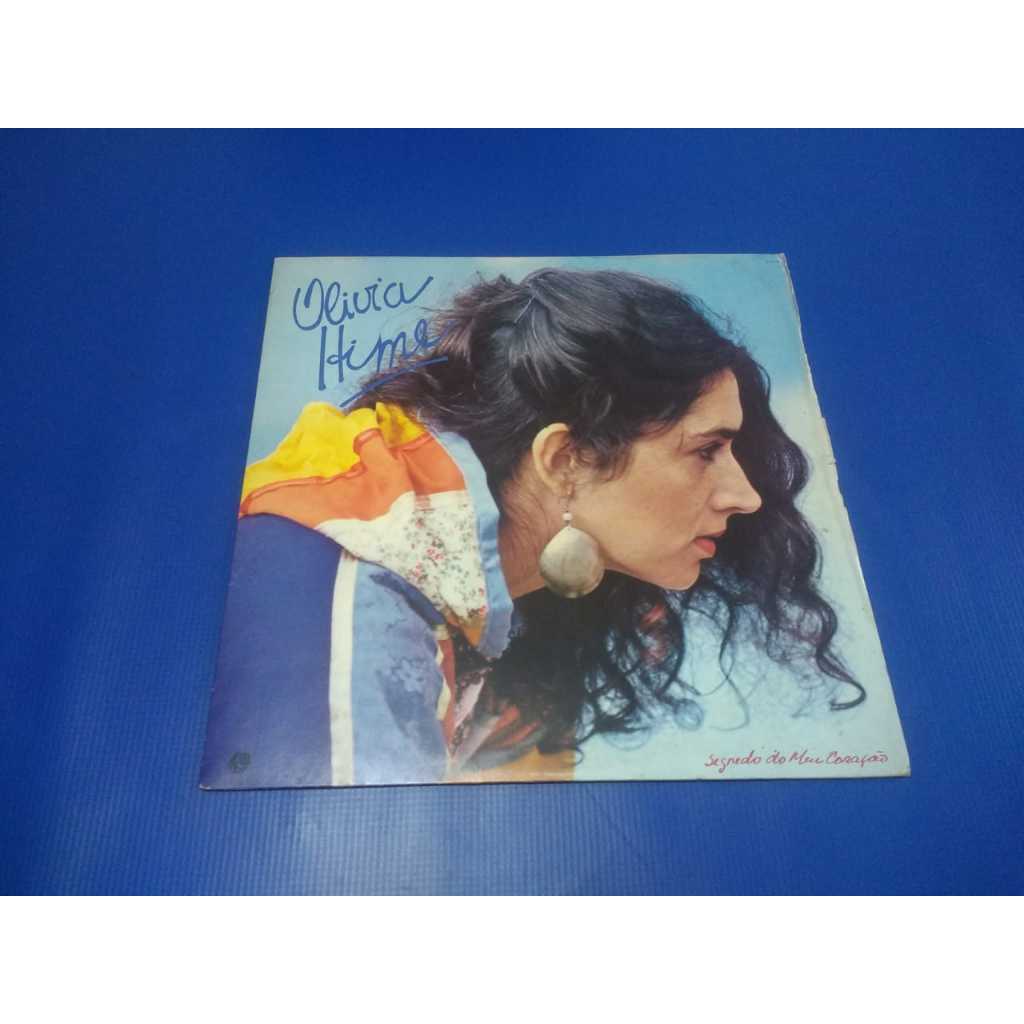 Olivia
Hime
Segredo do Meu Coração